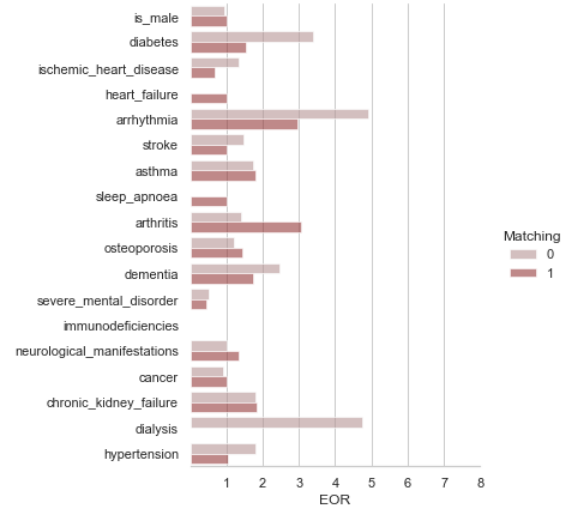 is_male
diabetes
ischemic_heart_disease
heart_failure
arrhythmia
stroke
asthma
sleep_apnoea
arthritis
osteoporosis
dementia
severe_mental_disorder
immunodeficiencies
neurological_manifestations
cancer
chronic_kidney_failure
dialysis
hypertension
1 2 3 4 5 6 7 8
EOR
Matching
0
1